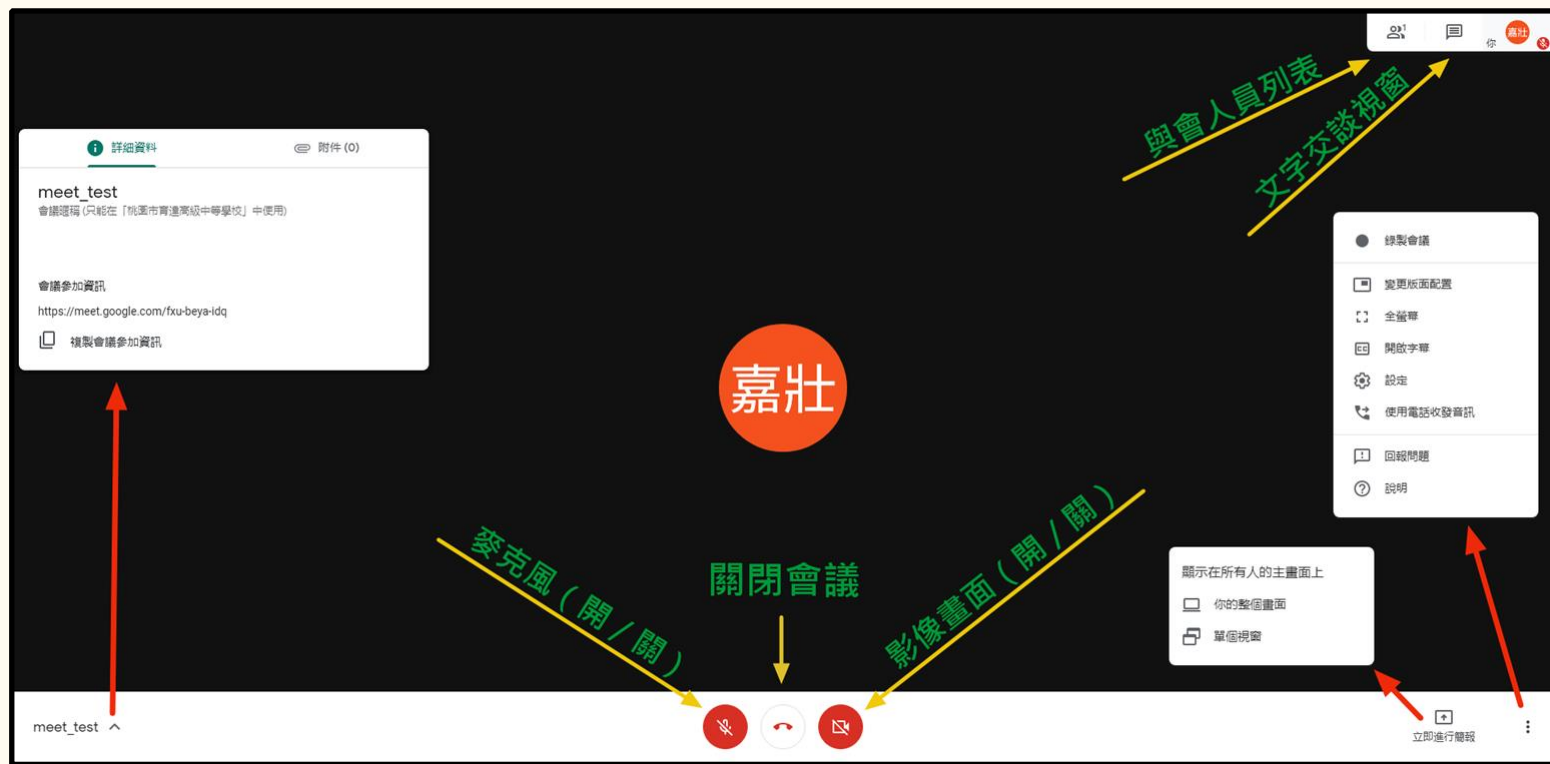 1
你
嘉壯
與會人員列表
文字交談視窗
詳細資料
附件 (0)
meet_test
會議暱稱 (只能在「桃園市育達高級中等學校」中使用)
會議參加資訊
https://meet.google.com/fxu-beya-idq
複製會議參加資訊
嘉壯
錄製會議
變更版面配置
全螢幕
CC
開啟字幕
設定
使用電話收發音訊
回報問題
說明
麥克風(開/關)
關閉會議
影像畫面(開/關)
顯示在所有人的主畫面上
你的整個畫面
單個視窗
meet_test
立即進行簡報